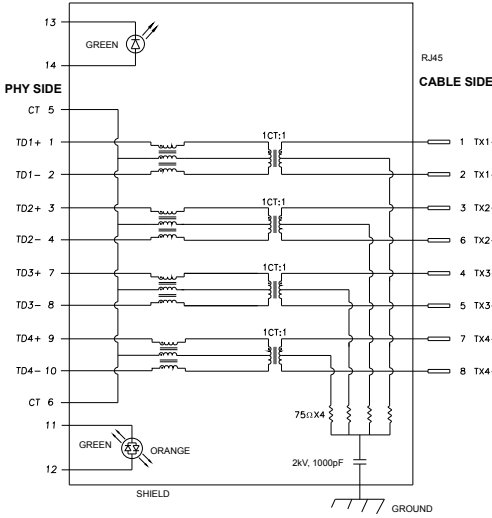 13
GREEN
14
RJ45
PHY SIDE
CABLE SIDE
CT 5
1CT:1
TD1+ 1
1 TX1
TD1- 2
2 TX1
1CT:1
TD2+ 3
3 TX2
TD2- 4
6 TX2
1CT:1
TD3+ 7
4 TX3
TD3- 8
5 TX3
1CT:1
TD4+ 9
7 TX4
TD4- 10
8 TX4
CT 6
11
75ΩX4
GREEN
ORANGE
12
2kV, 1000pF
SHIELD
GROUND